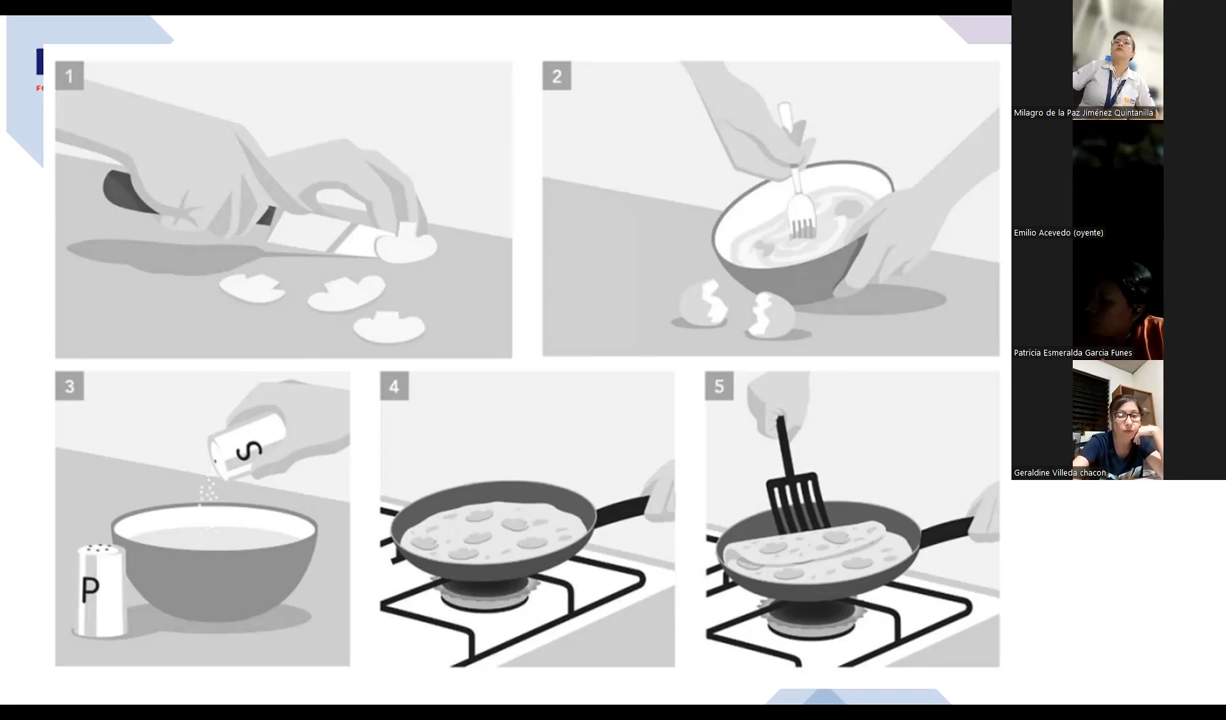 1
2
3
S
P
4
5
Milagro de la Paz Jiménez Quintanilla
Emilio Acevedo (oyente)
Patricia Esmeralda Garcia Funes
Geraldine Villeda chacon